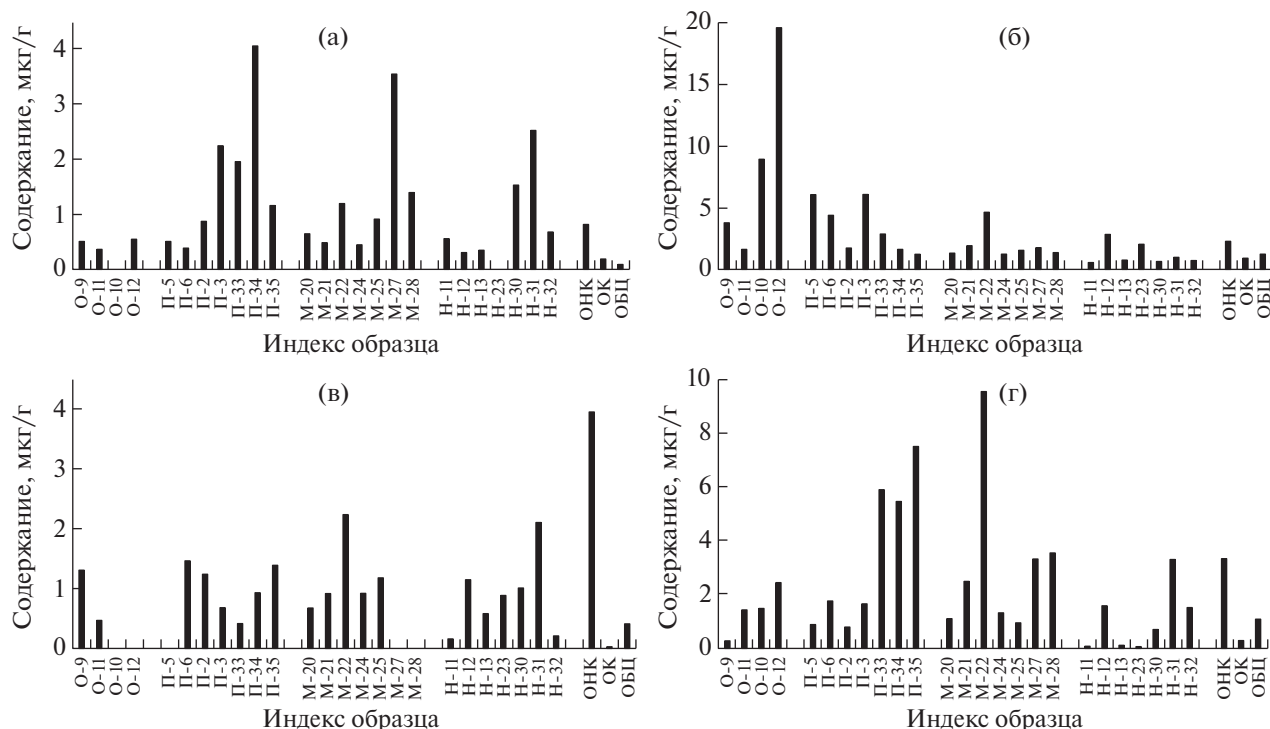 (а)
Содержание, мкг/г
4
3
2
1
0
О-9
О-11
О-10
О-12
П-5
П-6
П-2
П-3
П-33
П-34
П-35
М-20
М-21
М-22
М-24
М-25
М-27
М-28
Н-11
Н-12
Н-13
Н-23
Н-30
Н-31
Н-32
ОНК
ОК
ОБЦ
Индекс образца
(б)
Содержание, мкг/г
20
15
10
5
0
О-9
О-11
О-10
О-12
П-5
П-6
П-2
П-3
П-33
П-34
П-35
М-20
М-21
М-22
М-24
М-25
М-27
М-28
Н-11
Н-12
Н-13
Н-23
Н-30
Н-31
Н-32
ОНК
ОК
ОБЦ
Индекс образца
(в)
Содержание, мкг/г
4
3
2
1
0
О-9
О-11
О-10
О-12
П-5
П-6
П-2
П-3
П-33
П-34
П-35
М-20
М-21
М-22
М-24
М-25
М-27
М-28
Н-11
Н-12
Н-13
Н-23
Н-30
Н-31
Н-32
ОНК
ОК
ОБЦ
Индекс образца
(г)
Содержание, мкг/г
10
8
6
4
2
0
О-9
О-11
О-10
О-12
П-5
П-6
П-2
П-3
П-33
П-34
П-35
М-20
М-21
М-22
М-24
М-25
М-27
М-28
Н-11
Н-12
Н-13
Н-23
Н-30
Н-31
Н-32
ОНК
ОК
ОБЦ
Индекс образца